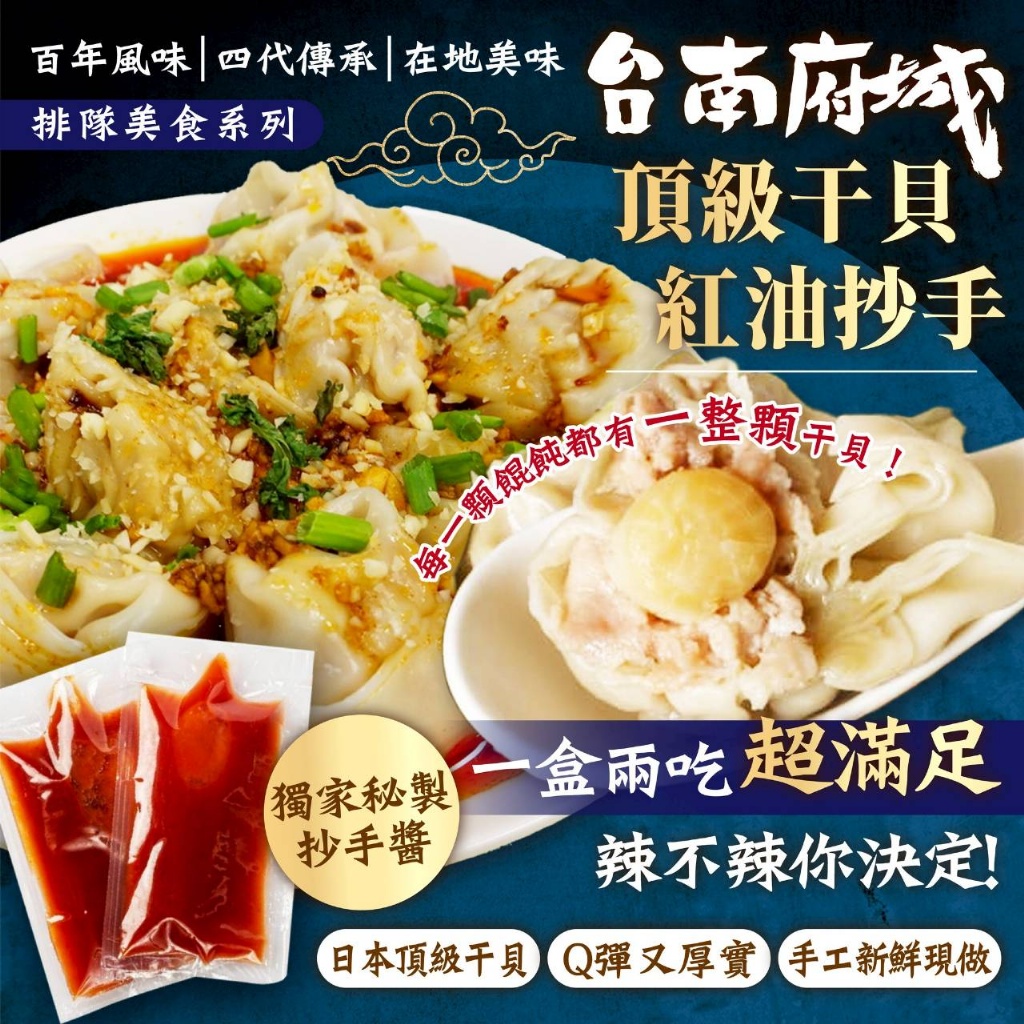 百年風味|四代傳承|在地美味
排隊美食系列
台南府城
頂級干貝
紅油抄手
每一顆餛飩都有一整顆干貝！
獨家秘製
抄手醬
一盒兩吃 超滿足
辣不辣你決定!
日本頂級干貝
Q彈又厚實
手工新鮮現做